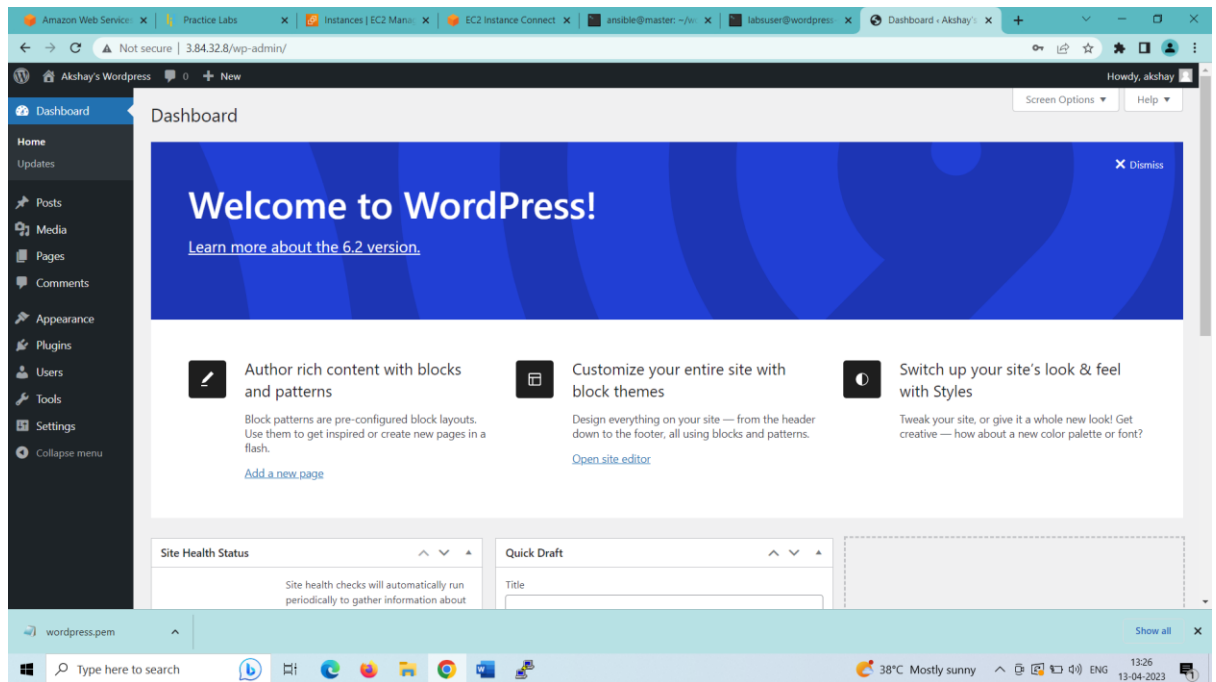 Amazon Web Service:
Practice Labs
Instances | EC2 Manag
EC2 Instance Connect
ansible@master: ~/w
labsuser@wordpress-
Dashboard ‹ Akshay's
Not secure | 3.84.32.8/wp-admin/
Akshay's Wordpress 0 + New
Howdy, akshay
Screen Options ▼ Help ▼
Dashboard
Home
Updates
Posts
Media
Pages
Comments
Appearance
Plugins
Users
Tools
Settings
Collapse menu
Dashboard
Dismiss
Welcome to WordPress!
Learn more about the 6.2 version.
Author rich content with blocks
and patterns
Block patterns are pre-configured block layouts.
Use them to get inspired or create new pages in a
flash.
Add a new page
Customize your entire site with
block themes
Design everything on your site — from the header
down to the footer, all using blocks and patterns.
Open site editor
Switch up your site's look & feel
with Styles
Tweak your site, or give it a whole new look! Get
creative — how about a new color palette or font?
Site Health Status
Site health checks will automatically run
periodically to gather information about
Quick Draft
Title
wordpress.pem
Show all
Type here to search
38°C Mostly sunny
ENG
13:26
13-04-2023